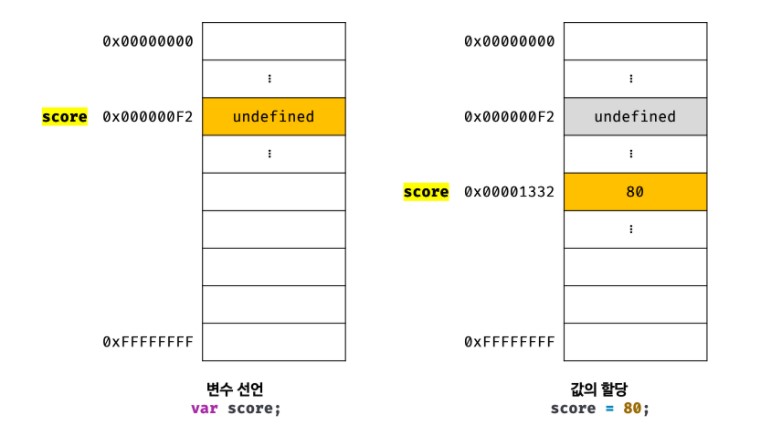 0x00000000
⋮
score 0x000000F2 undefined
⋮
0xFFFFFFFF
변수 선언
var score;
0x00000000
⋮
0x000000F2 undefined
⋮
score 0x00001332 80
⋮
0xFFFFFFFF
값의 할당
score = 80;